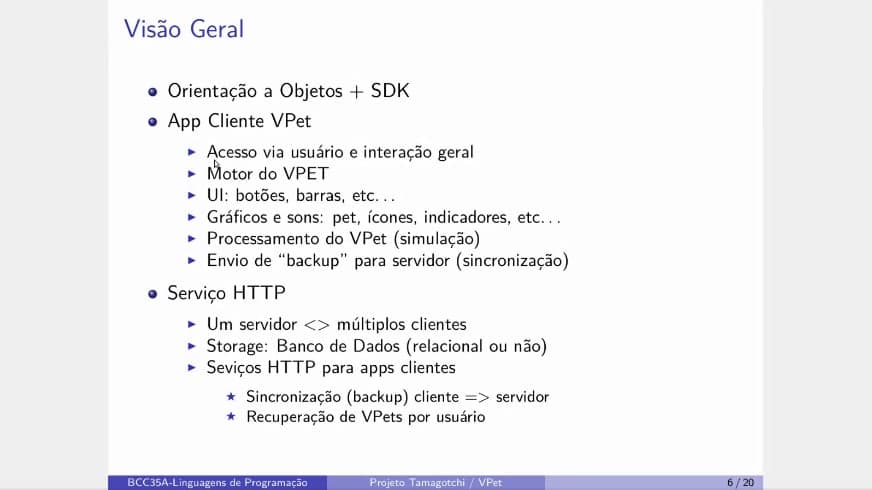 Visão Geral
Orientação a Objetos + SDK
App Cliente VPet
Acesso via usuário e interação geral
Motor do VPET
UI: botões, barras, etc...
Gráficos e sons: pet, ícones, indicadores, etc...
Processamento do VPet (simulação)
Envio de “backup” para servidor (sincronização)
Serviço HTTP
Um servidor <> múltiplos clientes
Storage: Banco de Dados (relacional ou não)
Seviços HTTP para apps clientes
Sincronização (backup) cliente => servidor
Recuperação de VPets por usuário
BCC35A-Linguagens de Programação Projeto Tamagotchi / VPet 6 / 20